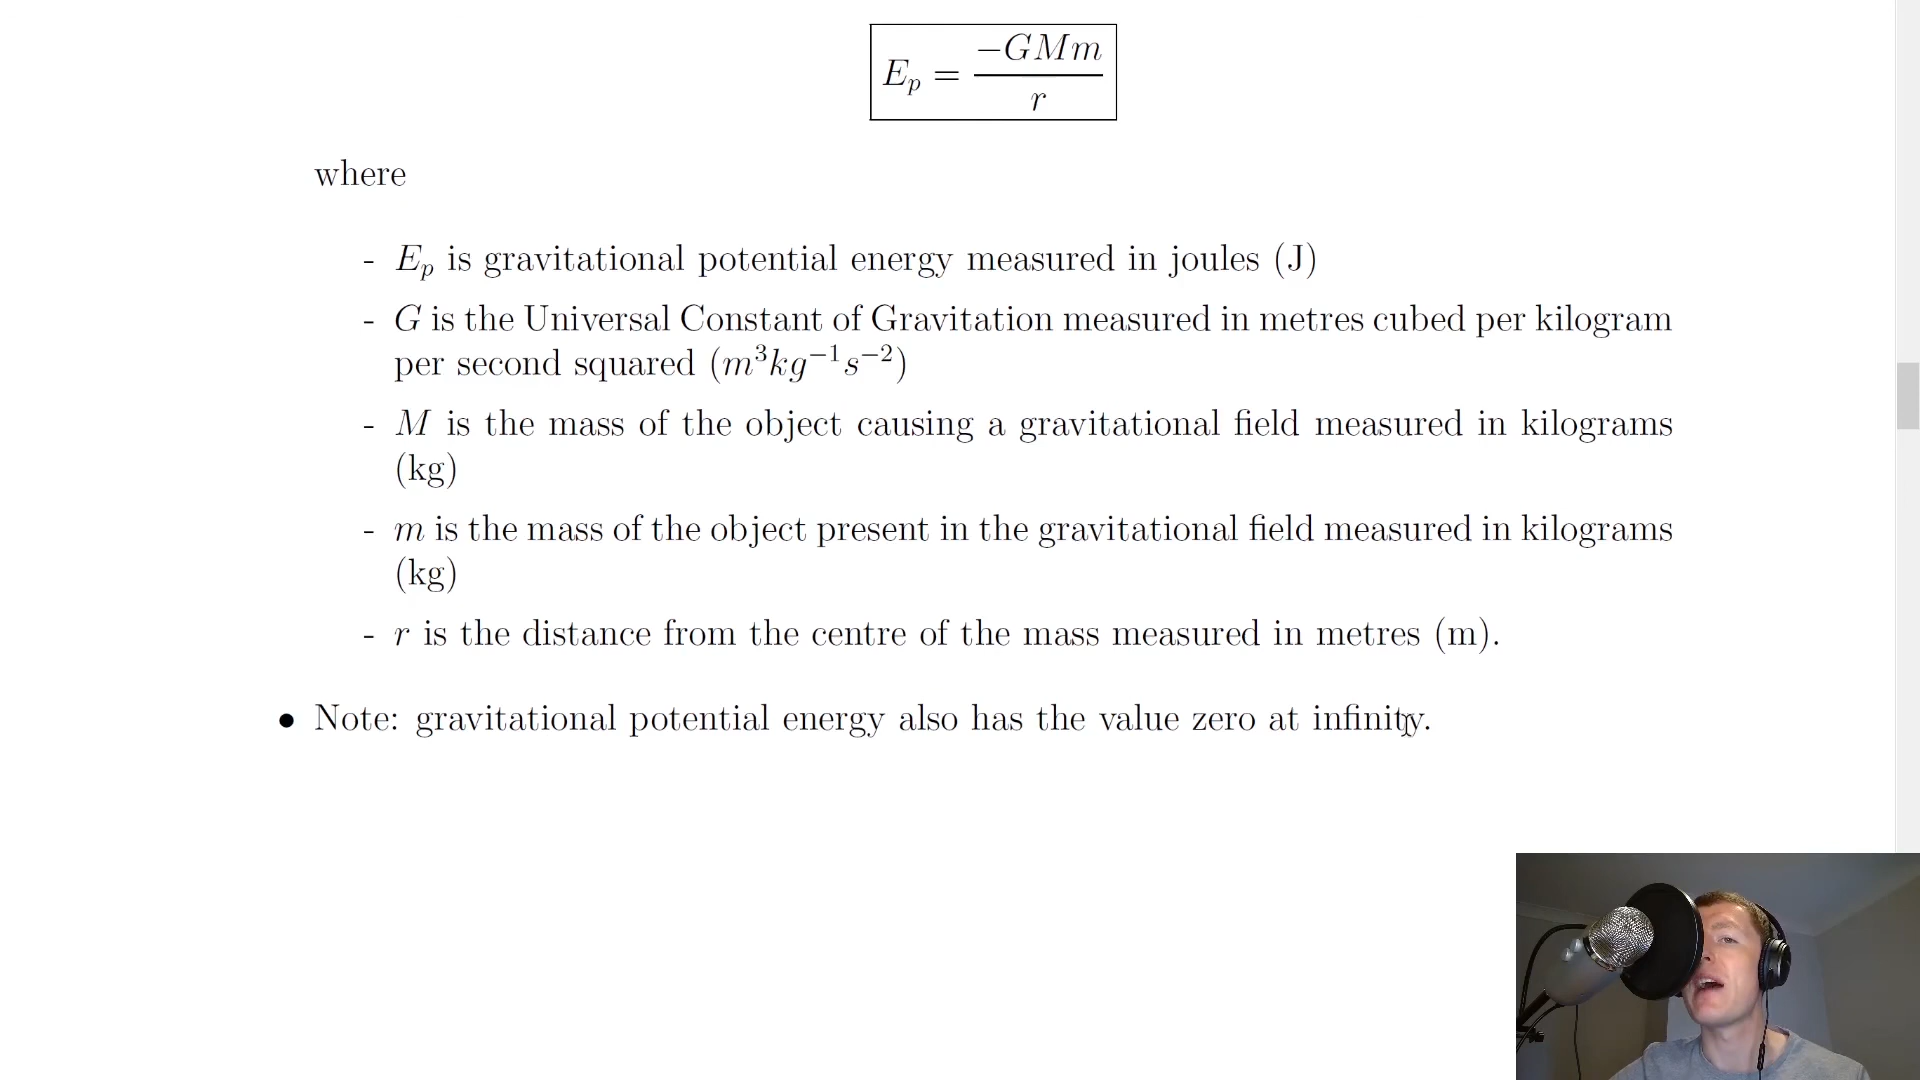 E_p = \frac{-GMm}{r}
where
- E_p is gravitational potential energy measured in joules (J)
- G is the Universal Constant of Gravitation measured in metres cubed per kilogram
per second squared (m³kg⁻¹s⁻²)
- M is the mass of the object causing a gravitational field measured in kilograms
(kg)
- m is the mass of the object present in the gravitational field measured in kilograms
(kg)
- r is the distance from the centre of the mass measured in metres (m).
• Note: gravitational potential energy also has the value zero at infinity.